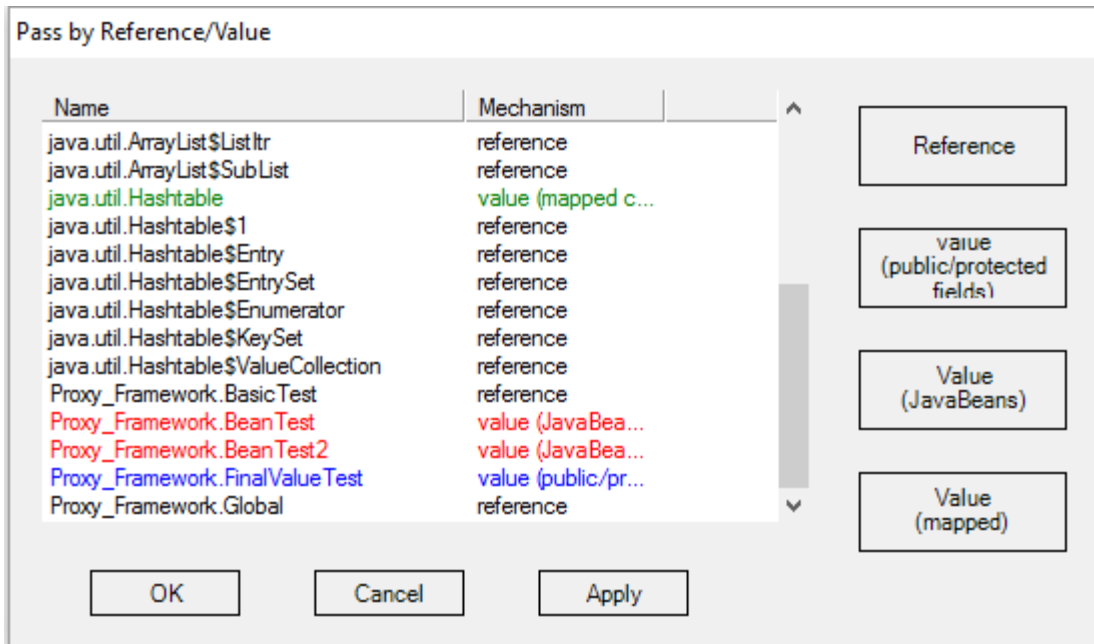 Pass by Reference/Value
Name Mechanism
java.util.ArrayList$ListItr reference
java.util.ArrayList$SubList reference
java.util.Hashtable value (mapped c...
java.util.Hashtable$1 reference
java.util.Hashtable$Entry reference
java.util.Hashtable$EntrySet reference
java.util.Hashtable$Enumerator reference
java.util.Hashtable$KeySet reference
java.util.Hashtable$ValueCollection reference
Proxy_Framework.BasicTest reference
Proxy_Framework.BeanTest value (JavaBea...
Proxy_Framework.BeanTest2 value (JavaBea...
Proxy_Framework.FinalValueTest value (public/pr...
Proxy_Framework.Global reference
Reference
Value
(public/protected
fields)
Value
(JavaBeans)
Value
(mapped)
OK Cancel Apply